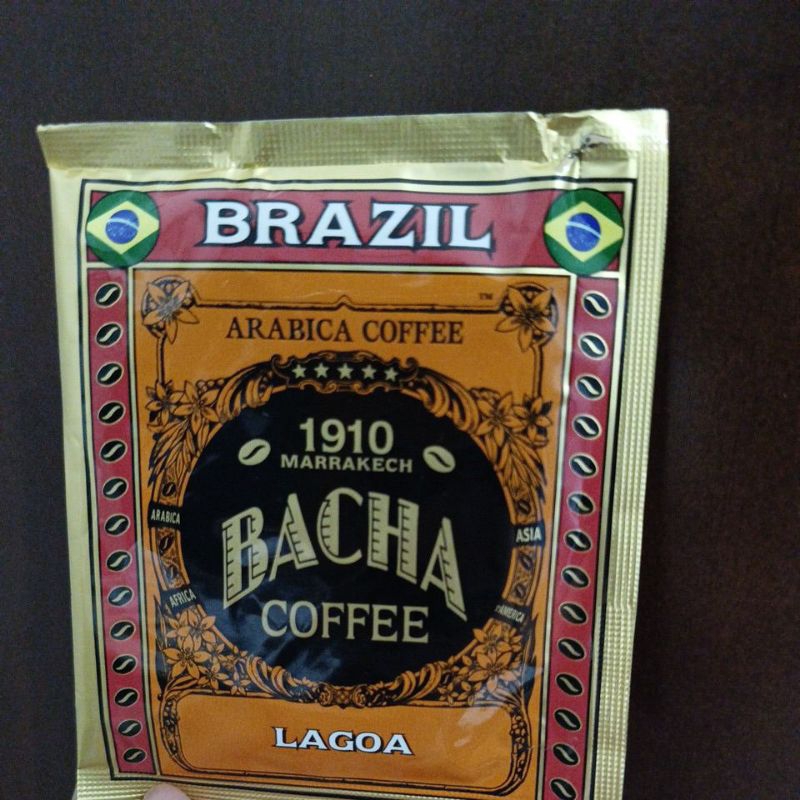 BRAZIL
TM
ARABICA COFFEE
1910
MARRAKECH
ARABICA
BACHA
ASIA
AFRICA
AMERICA
COFFEE
LAGOA